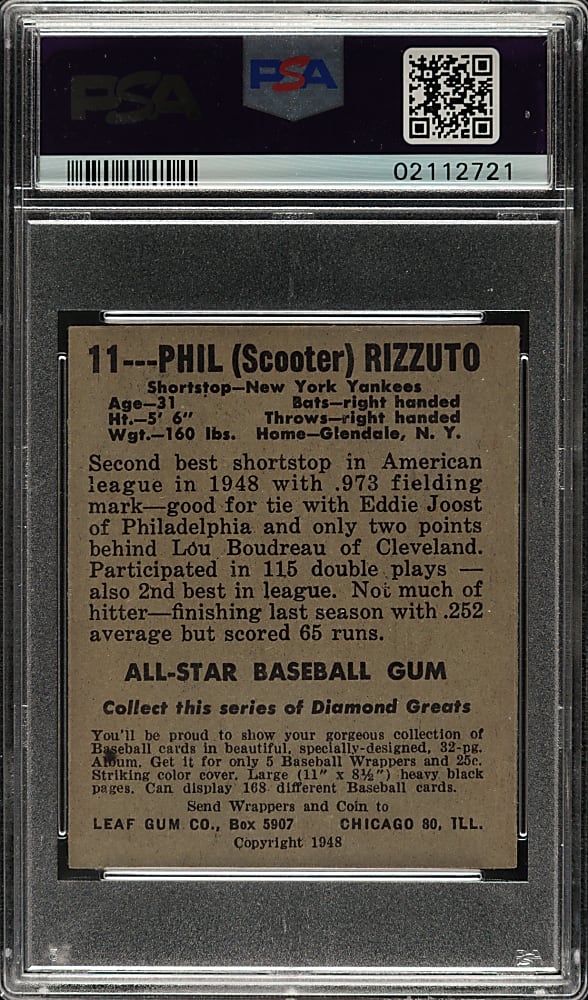 PSA
PSA
02112721
11---PHIL (Scooter) RIZZUTO
Shortstop—New York Yankees
Age—31 Bats—right handed
Ht.—5' 6" Throws—right handed
Wgt.—160 lbs. Home—Glendale, N. Y.
Second best shortstop in American
league in 1948 with .973 fielding
mark—good for tie with Eddie Joost
of Philadelphia and only two points
behind Lou Boudreau of Cleveland.
Participated in 115 double plays —
also 2nd best in league. Not much of
hitter—finishing last season with .252
average but scored 65 runs.
ALL-STAR BASEBALL GUM
Collect this series of Diamond Greats
You'll be proud to show your gorgeous collection of
Baseball cards in beautiful, specially-designed, 32-pg.
Album. Get it for only 5 Baseball Wrappers and 25c.
Striking color cover. Large (11" x 8½") heavy black
pages. Can display 168 different Baseball cards.
Send Wrappers and Coin to
LEAF GUM CO., Box 5907 CHICAGO 80, ILL.
Copyright 1948